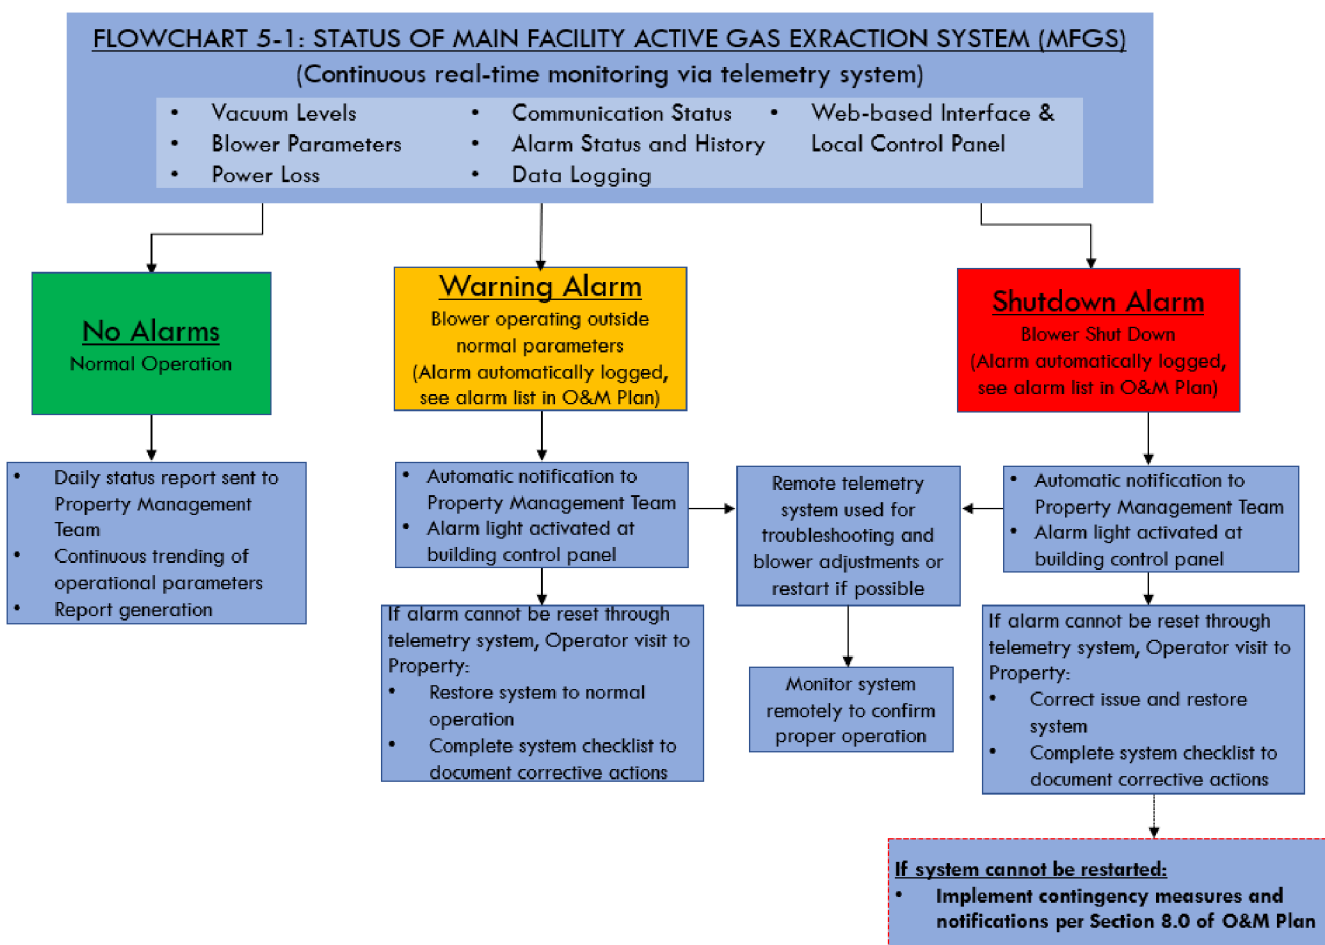 FLOWCHART 5-1: STATUS OF MAIN FACILITY ACTIVE GAS EXRACTION SYSTEM (MFGS)
(Continuous real-time monitoring via telemetry system)
• Vacuum Levels
• Blower Parameters
• Power Loss
• Communication Status
• Alarm Status and History
• Data Logging
• Web-based Interface &
Local Control Panel
No Alarms
Normal Operation
Warning Alarm
Blower operating outside
normal parameters
(Alarm automatically logged,
see alarm list in O&M Plan)
Shutdown Alarm
Blower Shut Down
(Alarm automatically logged,
see alarm list in O&M Plan)
• Daily status report sent to
Property Management
Team
• Continuous trending of
operational parameters
• Report generation
• Automatic notification to
Property Management Team
• Alarm light activated at
building control panel
Remote telemetry
system used for
troubleshooting and
blower adjustments or
restart if possible
• Automatic notification to
Property Management Team
• Alarm light activated at
building control panel
If alarm cannot be reset through
telemetry system, Operator visit to
Property:
• Restore system to normal
operation
• Complete system checklist to
document corrective actions
Monitor system
remotely to confirm
proper operation
If alarm cannot be reset through
telemetry system, Operator visit to
Property:
• Correct issue and restore
system
• Complete system checklist to
document corrective actions
If system cannot be restarted:
• Implement contingency measures and
notifications per Section 8.0 of O&M Plan